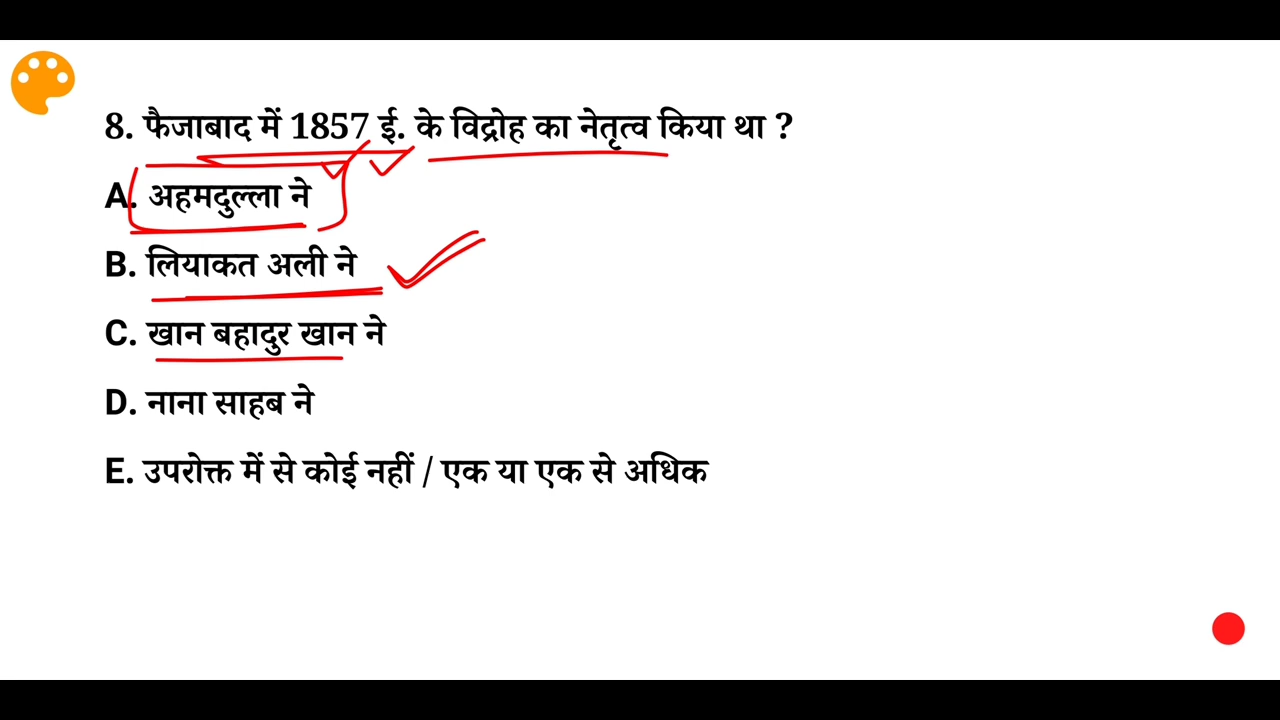 8. फैजाबाद में 1857 ई. के विद्रोह का नेतृत्व किया था ?
A. अहमदुल्ला ने
B. लियाकत अली ने
C. खान बहादुर खान ने
D. नाना साहब ने
E. उपरोक्त में से कोई नहीं / एक या एक से अधिक